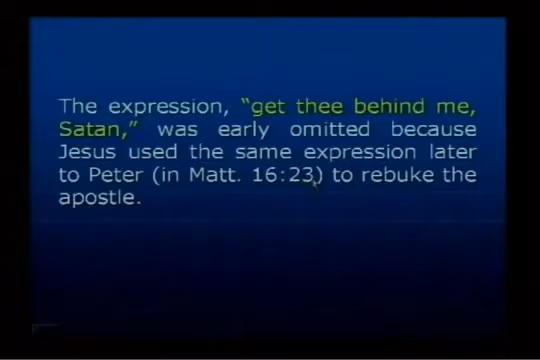 The expression, “get thee behind me,
Satan,” was early omitted because
Jesus used the same expression later
to Peter (in Matt. 16:23) to rebuke the
apostle.